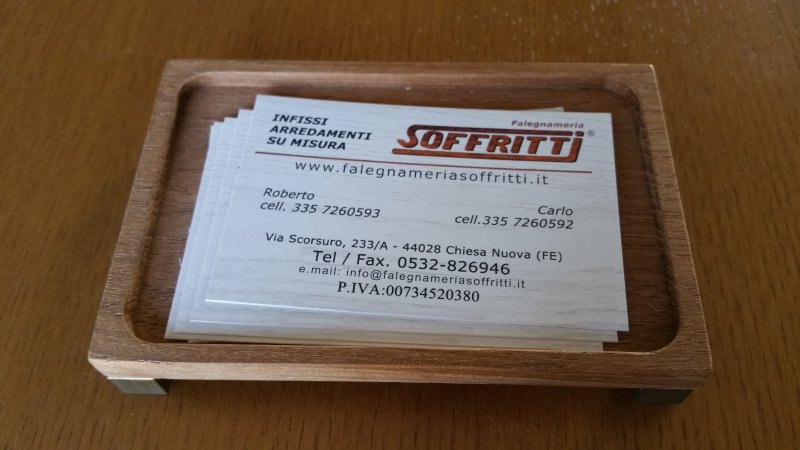 INFISSI
ARREDAMENTI
SU MISURA
Falegnameria
SOFFRITTI®
www.falegnameriasoffritti.it
Roberto
cell. 335 7260593
Carlo
cell.335 7260592
Via Scorsuro, 233/A - 44028 Chiesa Nuova (FE)
Tel / Fax. 0532-826946
e.mail: info@falegnameriasoffritti.it
P.IVA:00734520380